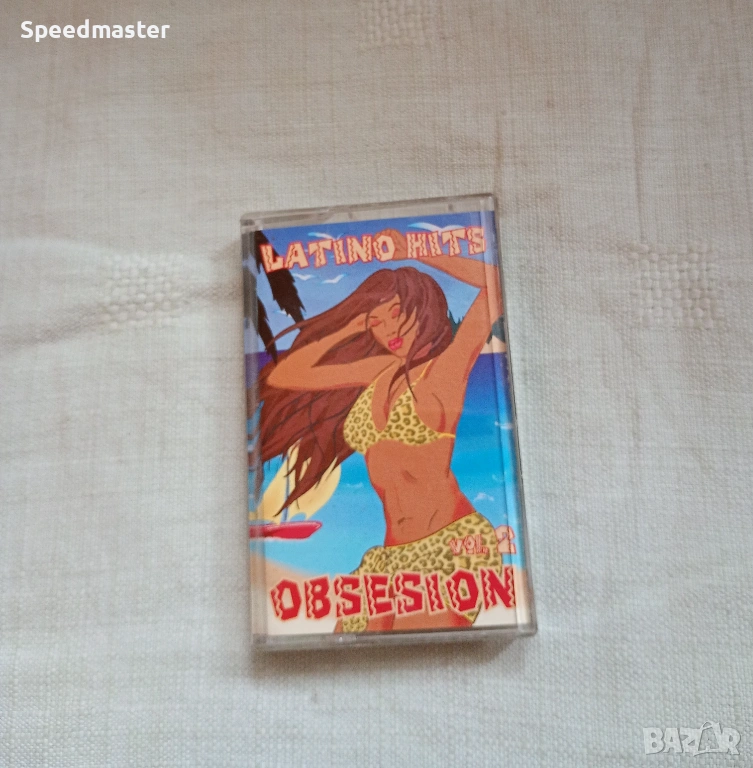 Speedmaster
LATINO HITS
VOL. 2
OBSESION
BAZAR